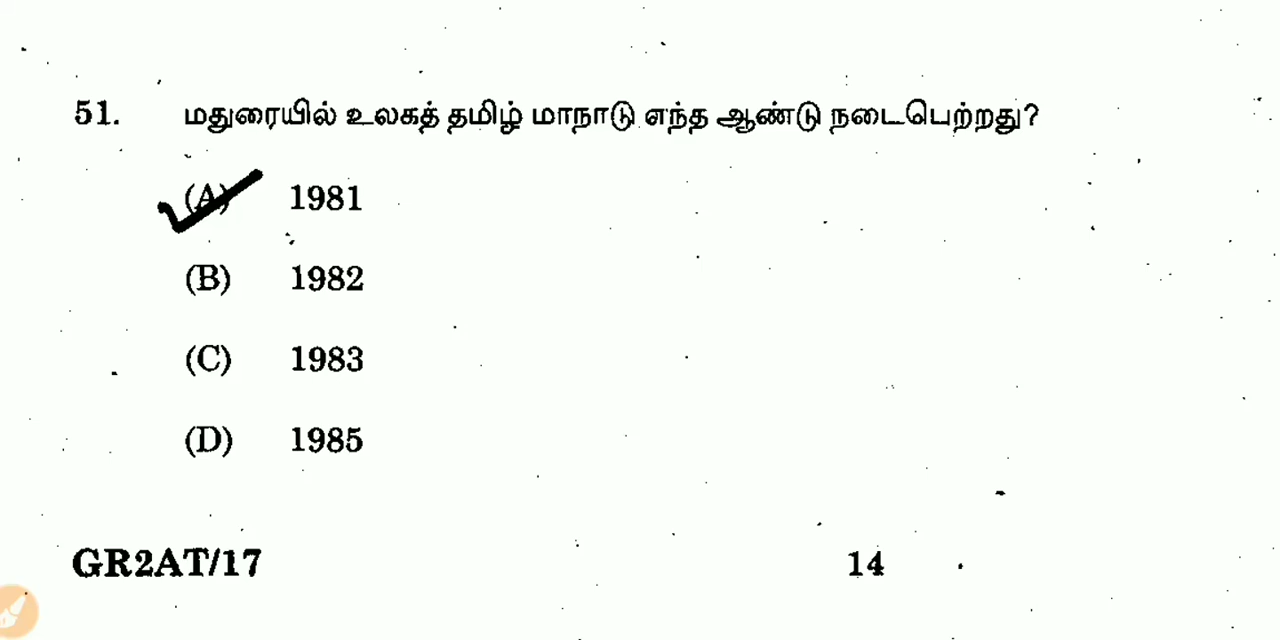 51. மதுரையில் உலகத் தமிழ் மாநாடு எந்த ஆண்டு நடைபெற்றது?
(A) 1981
(B) 1982
(C) 1983
(D) 1985
GR2AT/17 14